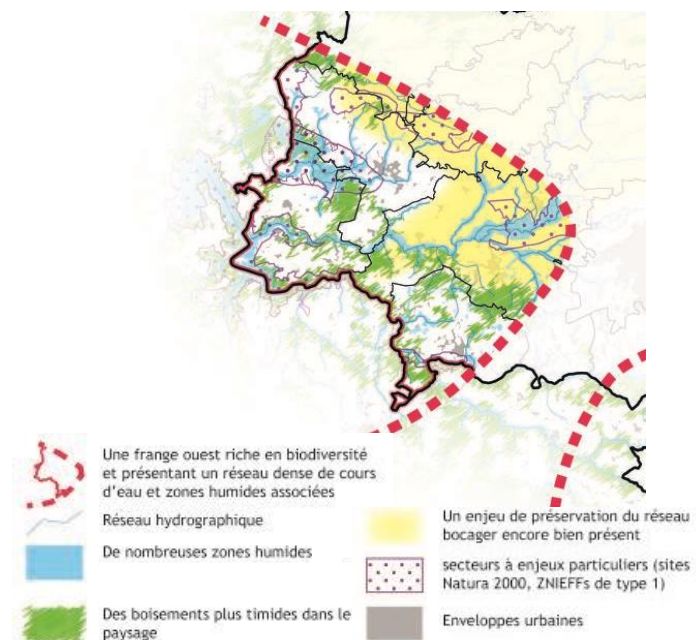 Une frange ouest riche en biodiversité
et présentant un réseau dense de cours
d'eau et zones humides associées
Réseau hydrographique
De nombreuses zones humides
Des boisements plus timides dans le
paysage
Un enjeu de préservation du réseau
bocager encore bien présent
secteurs à enjeux particuliers (sites
Natura 2000, ZNIEFFs de type 1)
Enveloppes urbaines